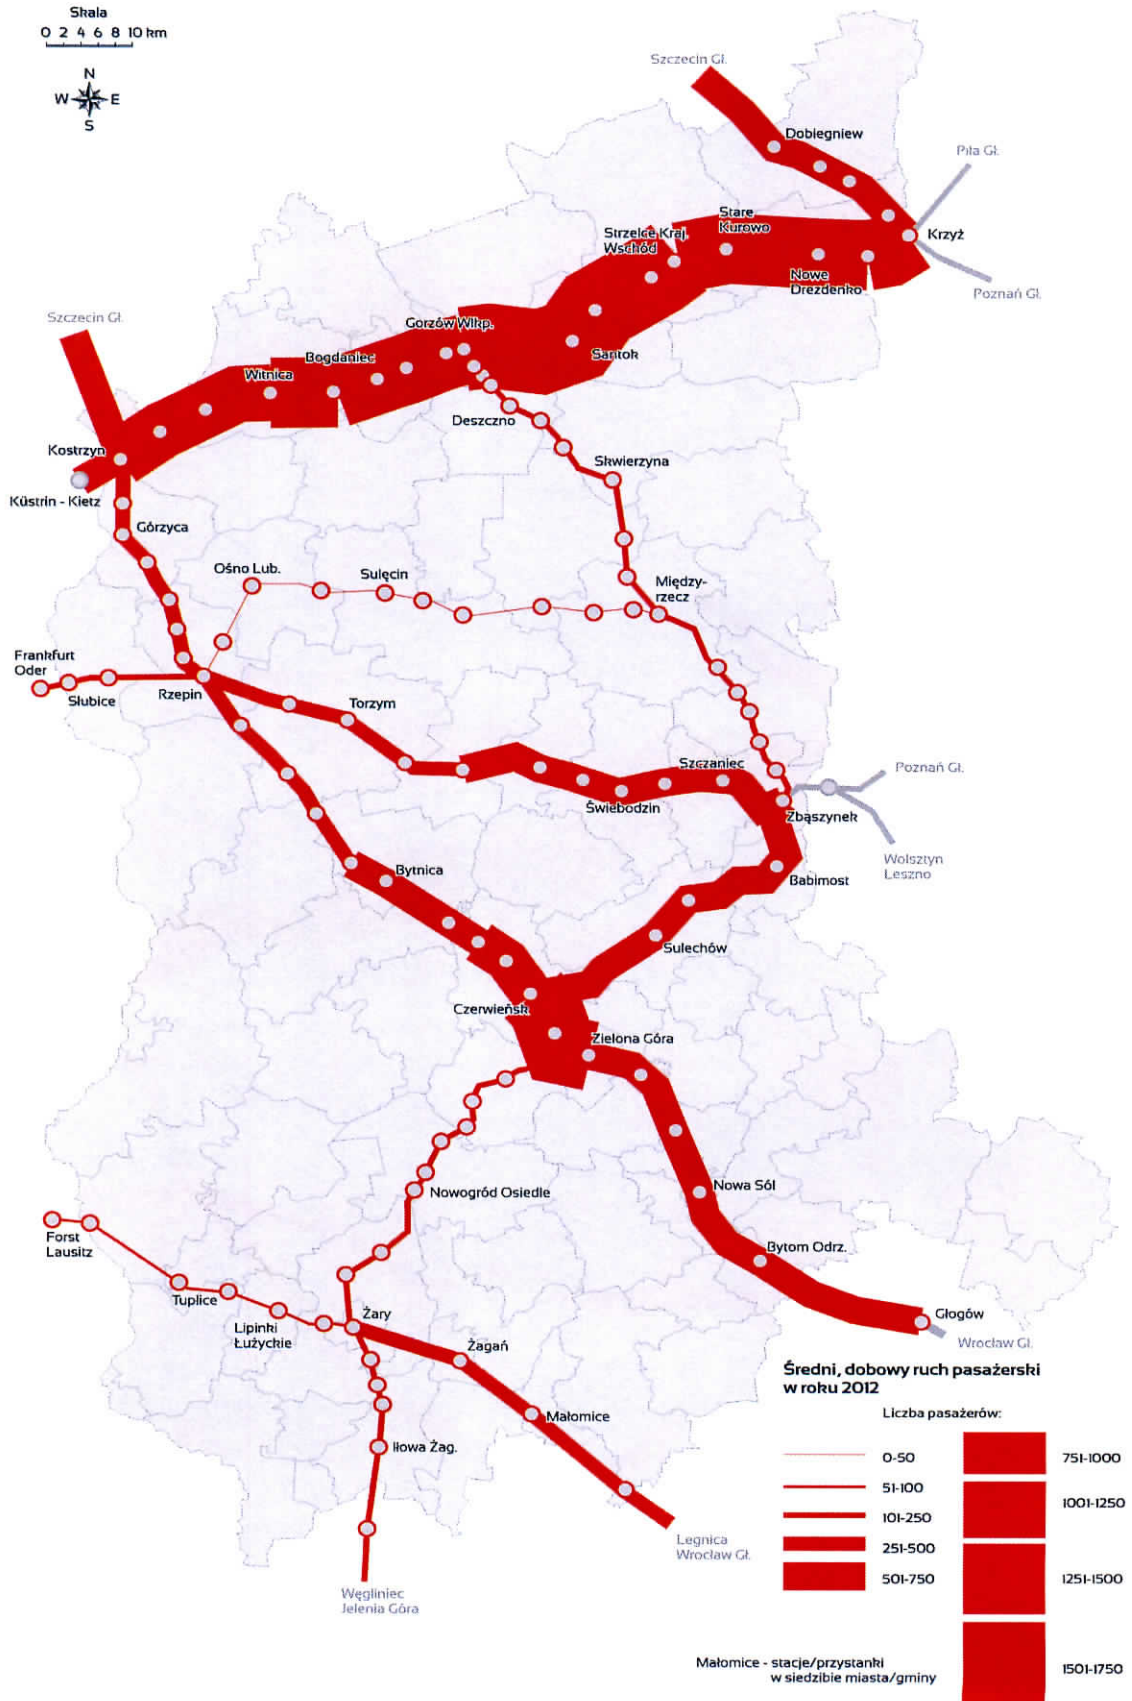 Skala
0 2 4 6 8 10 km
N
W E
S
Szczecin Gł.
Dobiegniew
Piła Gł.
Krzyż
Poznań Gł.
Stare
Kurowo
Strzelce Kraj.
Wschód
Nowe
Drezdenko
Szczecin Gł.
Gorzów Wlkp.
Santok
Bogdaniec
Witnica
Deszczno
Kostrzyn
Skwierzyna
Küstrin - Kietz
Górzyca
Ośno Lub.
Sulęcin
Między-
rzecz
Frankfurt
Oder
Słubice
Rzepin
Torzym
Szczaniec
Poznań Gł.
Świebodzin
Zbąszynek
Wolsztyn
Leszno
Bytnica
Babimost
Sulechów
Czerwieńsk
Zielona Góra
Nowogród Osiedle
Nowa Sól
Forst
Lausitz
Bytom Odrz.
Tuplice
Lipinki
Łużyckie
Żary
Żagań
Głogów
Wrocław Gł.
Małomice
Iłowa Żag.
Legnica
Wrocław Gł.
Węgliniec
Jelenia Góra
Średni, dobowy ruch pasażerski
w roku 2012
Liczba pasażerów:
0-50
51-100
101-250
251-500
501-750
751-1000
1001-1250
1251-1500
1501-1750
Małomice - stacje/przystanki
w siedzibie miasta/gminy